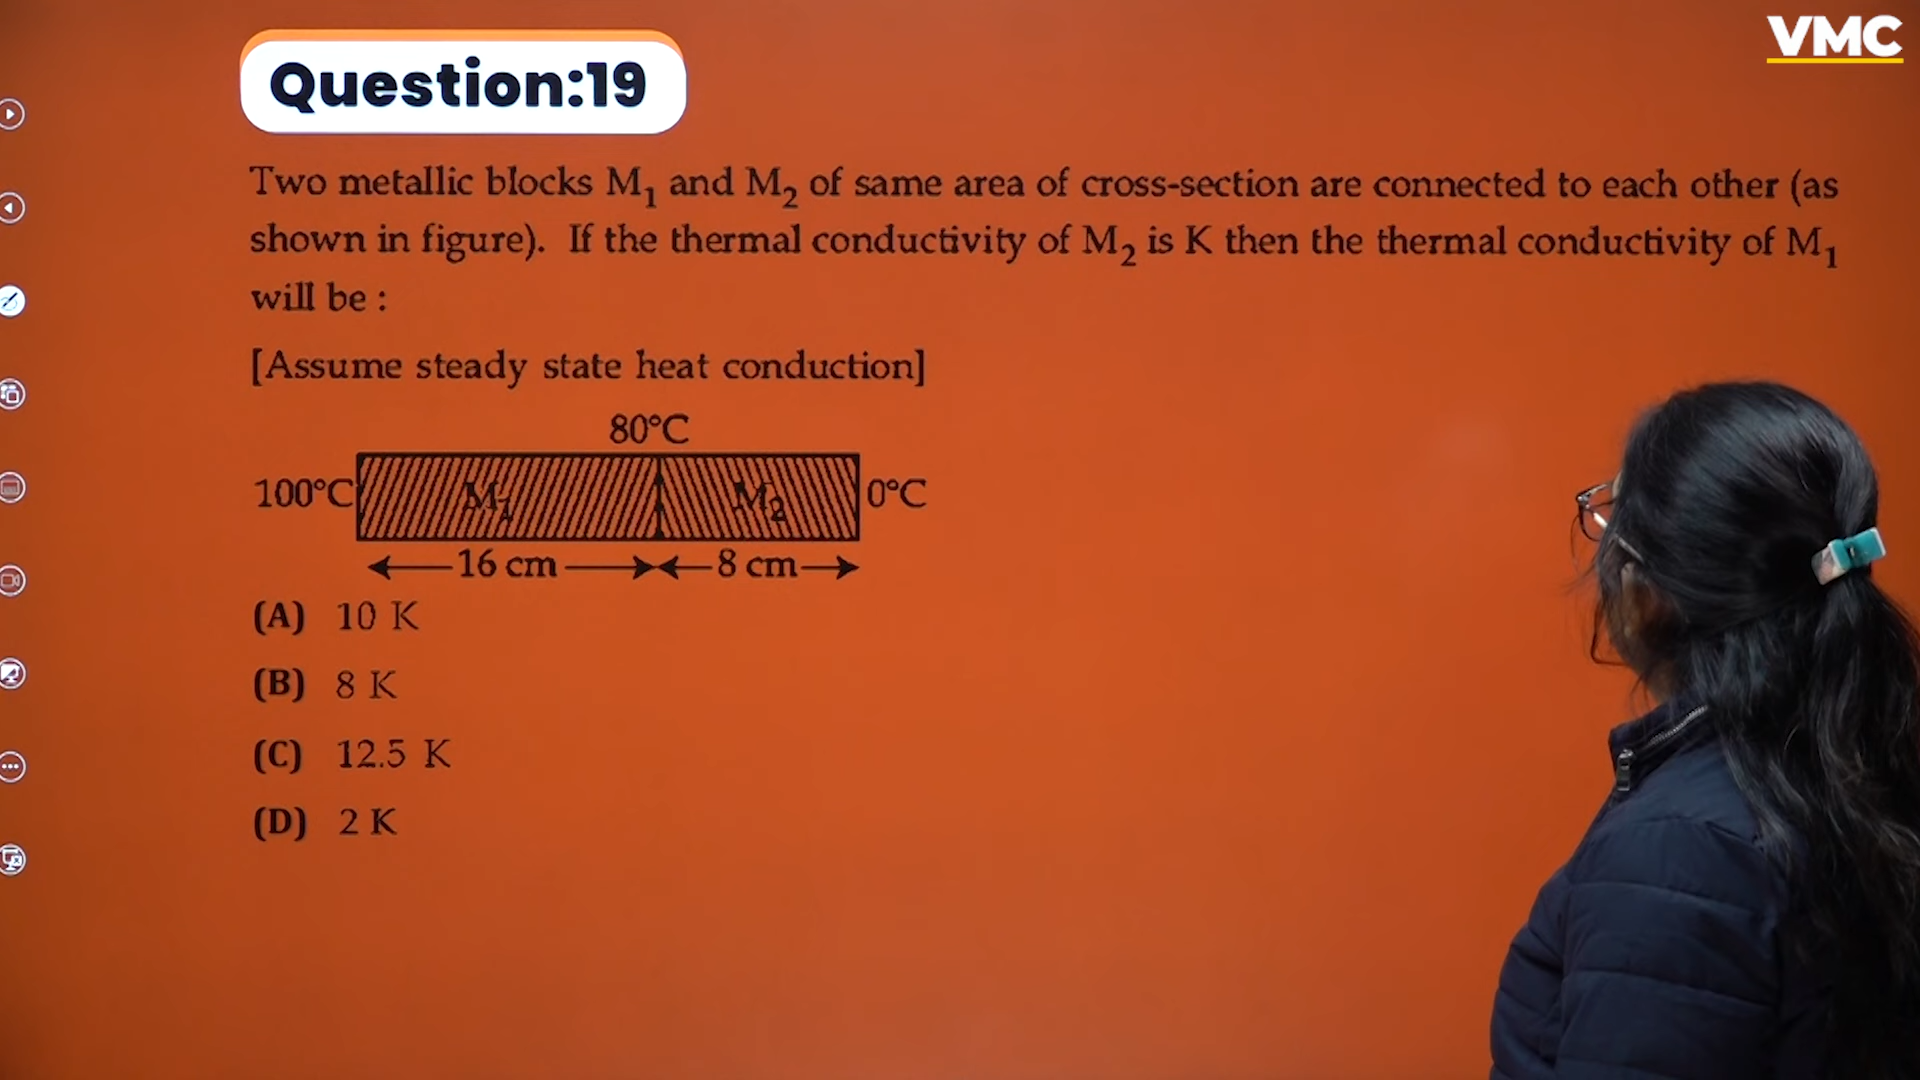 VMC
Question:19
Two metallic blocks M₁ and M₂ of same area of cross-section are connected to each other (as
shown in figure). If the thermal conductivity of M₂ is K then the thermal conductivity of M₁
will be :
[Assume steady state heat conduction]
80°C
100°C M₁ M₂ 0°C
16 cm 8 cm
(A) 10 K
(B) 8 K
(C) 12.5 K
(D) 2 K